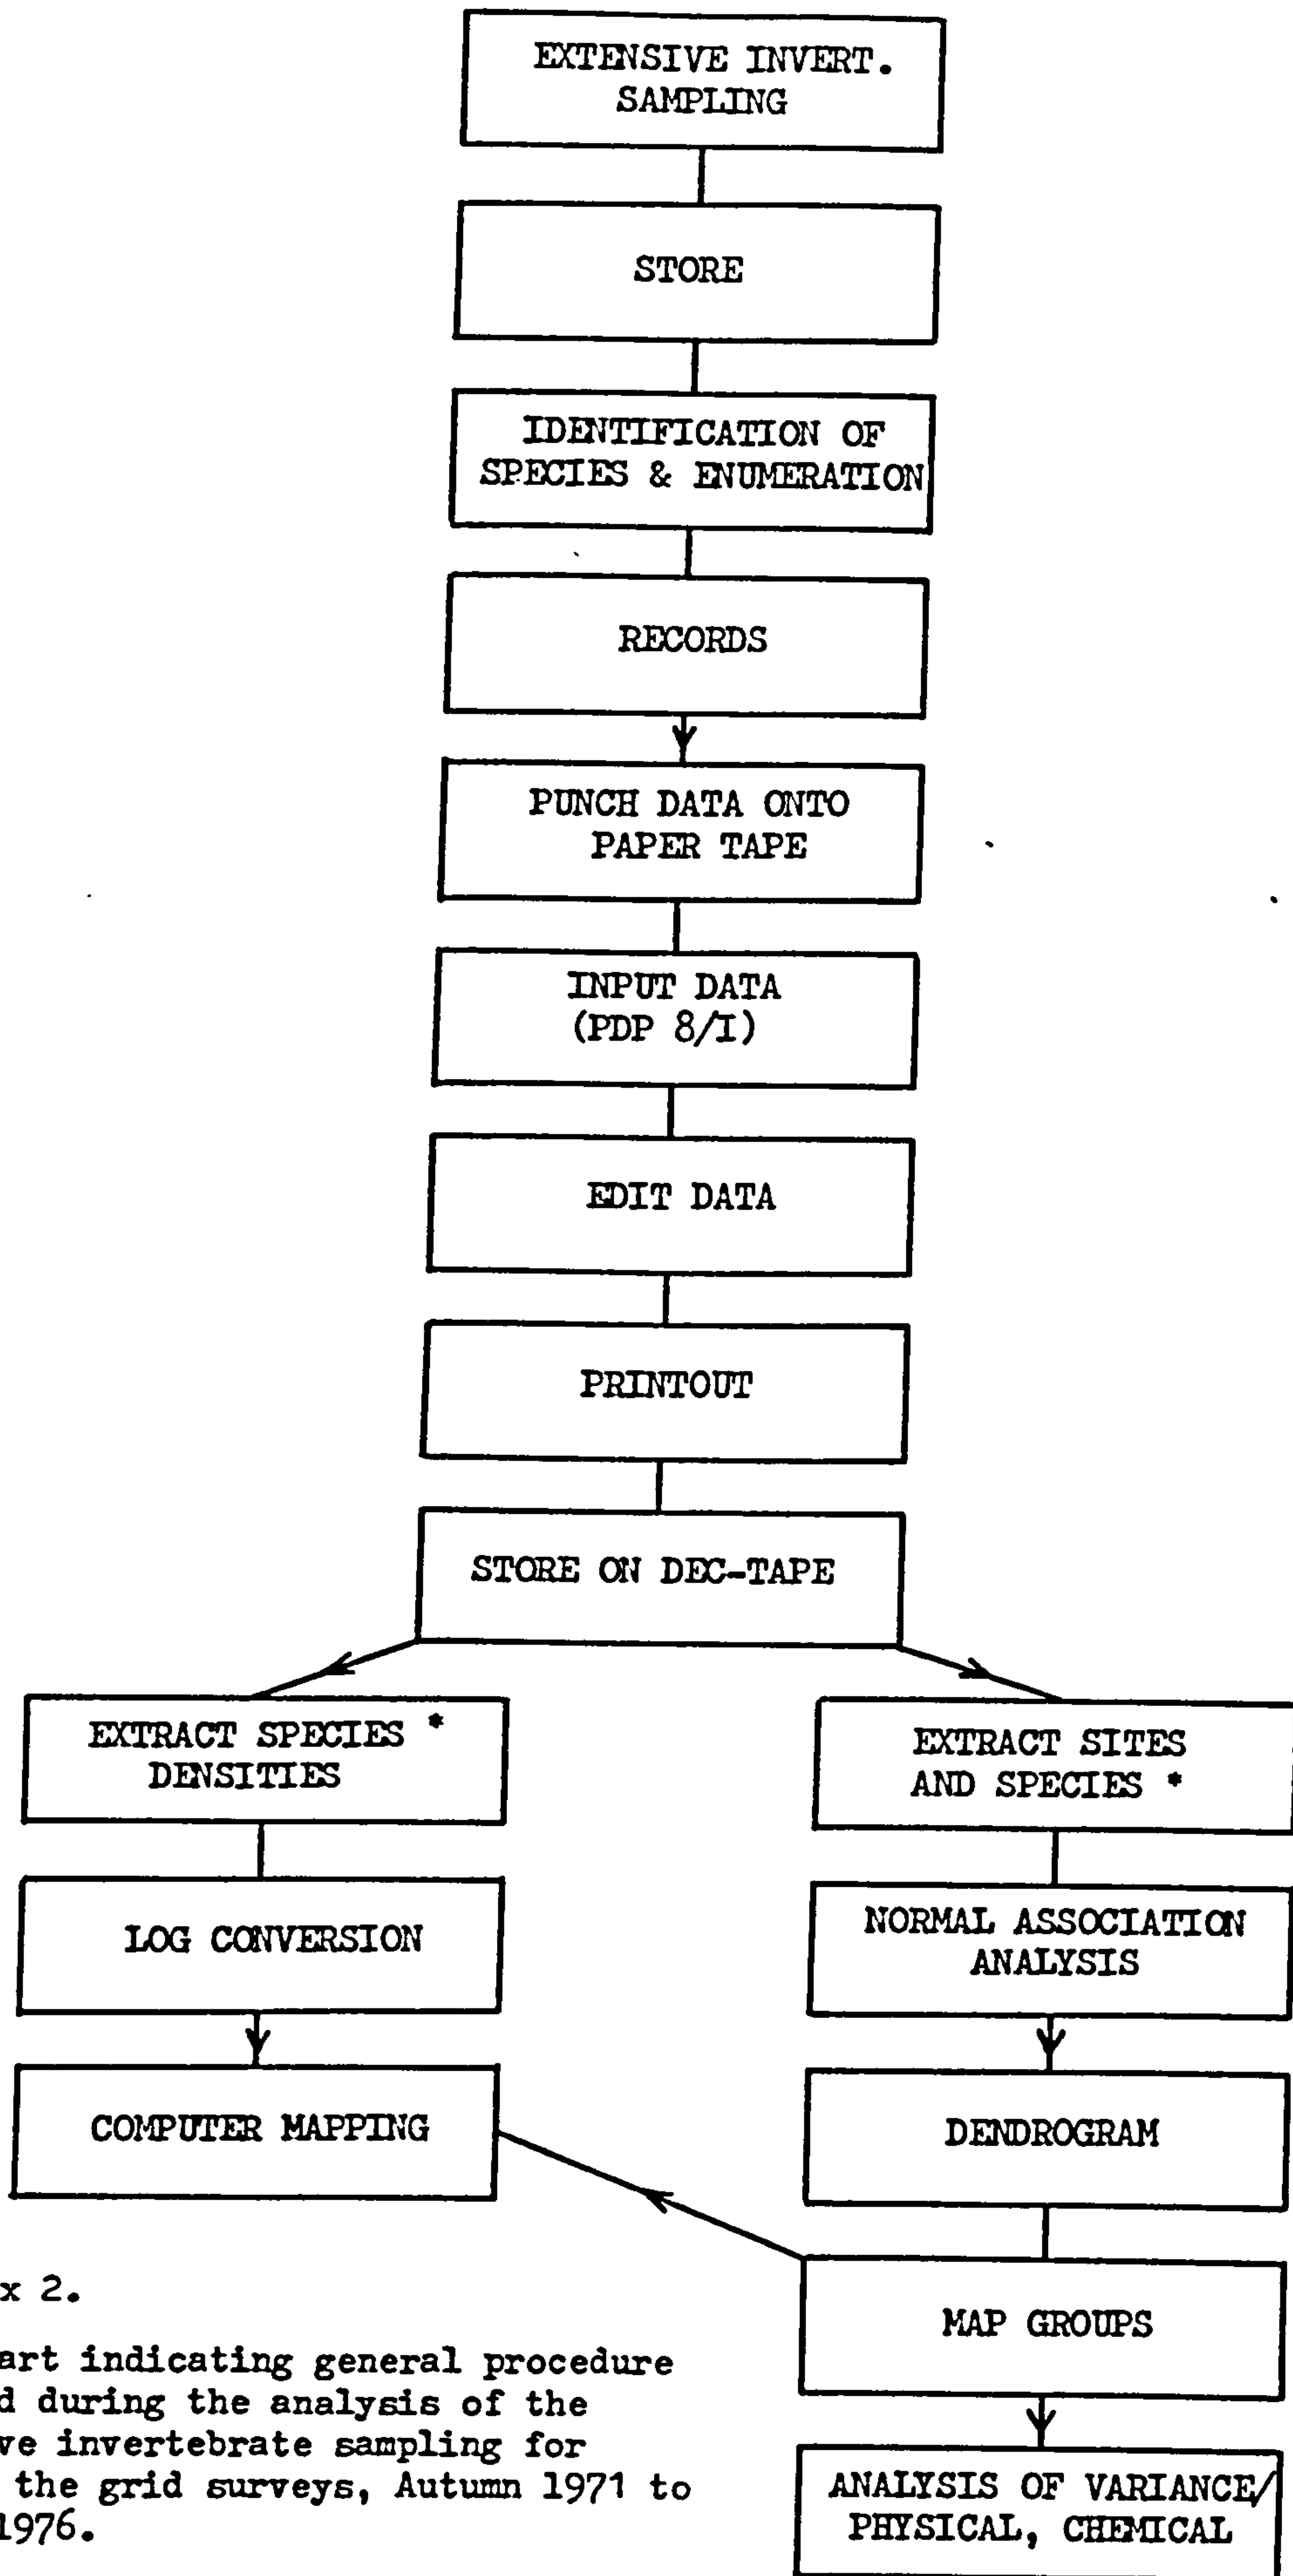 EXTENSIVE INVERT.
SAMPLING
STORE
IDENTIFICATION OF
SPECIES & ENUMERATION
RECORDS
PUNCH DATA ONTO
PAPER TAPE
INPUT DATA
(PDP 8/I)
EDIT DATA
PRINTOUT
STORE ON DEC-TAPE
EXTRACT SPECIES *
DENSITIES
LOG CONVERSION
COMPUTER MAPPING
EXTRACT SITES
AND SPECIES *
NORMAL ASSOCIATION
ANALYSIS
DENDROGRAM
MAP GROUPS
ANALYSIS OF VARIANCE/
PHYSICAL, CHEMICAL
x 2.
art indicating general procedure
d during the analysis of the
ve invertebrate sampling for
the grid surveys, Autumn 1971 to
1976.